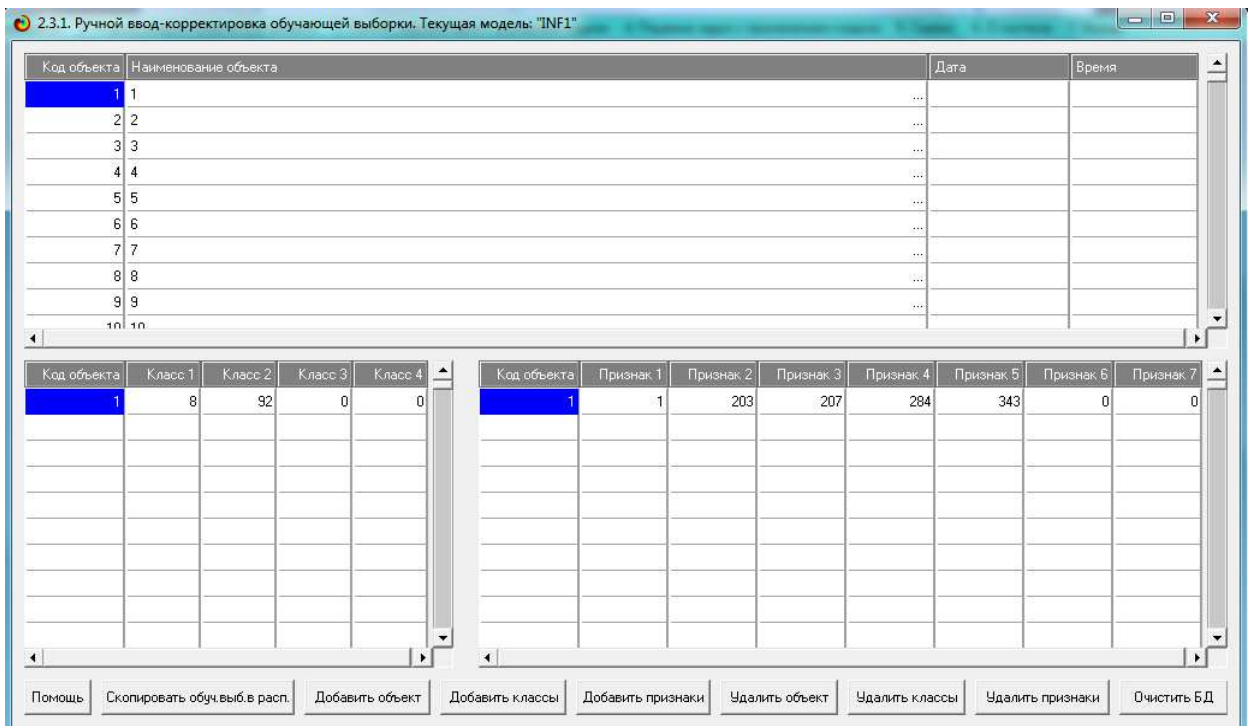 2.3.1. Ручной ввод-корректировка обучающей выборки. Текущая модель: "INF1"
Код объекта Наименование объекта Дата Время
1 1 ...
2 2 ...
3 3 ...
4 4 ...
5 5 ...
6 6 ...
7 7 ...
8 8 ...
9 9 ...
10 10
Код объекта Класс 1 Класс 2 Класс 3 Класс 4
1 8 92 0 0
Код объекта Признак 1 Признак 2 Признак 3 Признак 4 Признак 5 Признак 6 Признак 7
1 1 203 207 284 343 0 0
Помощь Скопировать обуч.выб.в расп. Добавить объект Добавить классы Добавить признаки Удалить объект Удалить классы Удалить признаки Очистить БД